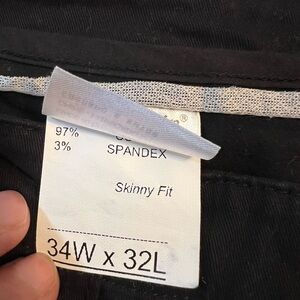 97%
3% SPANDEX
Skinny Fit
34W x 32L